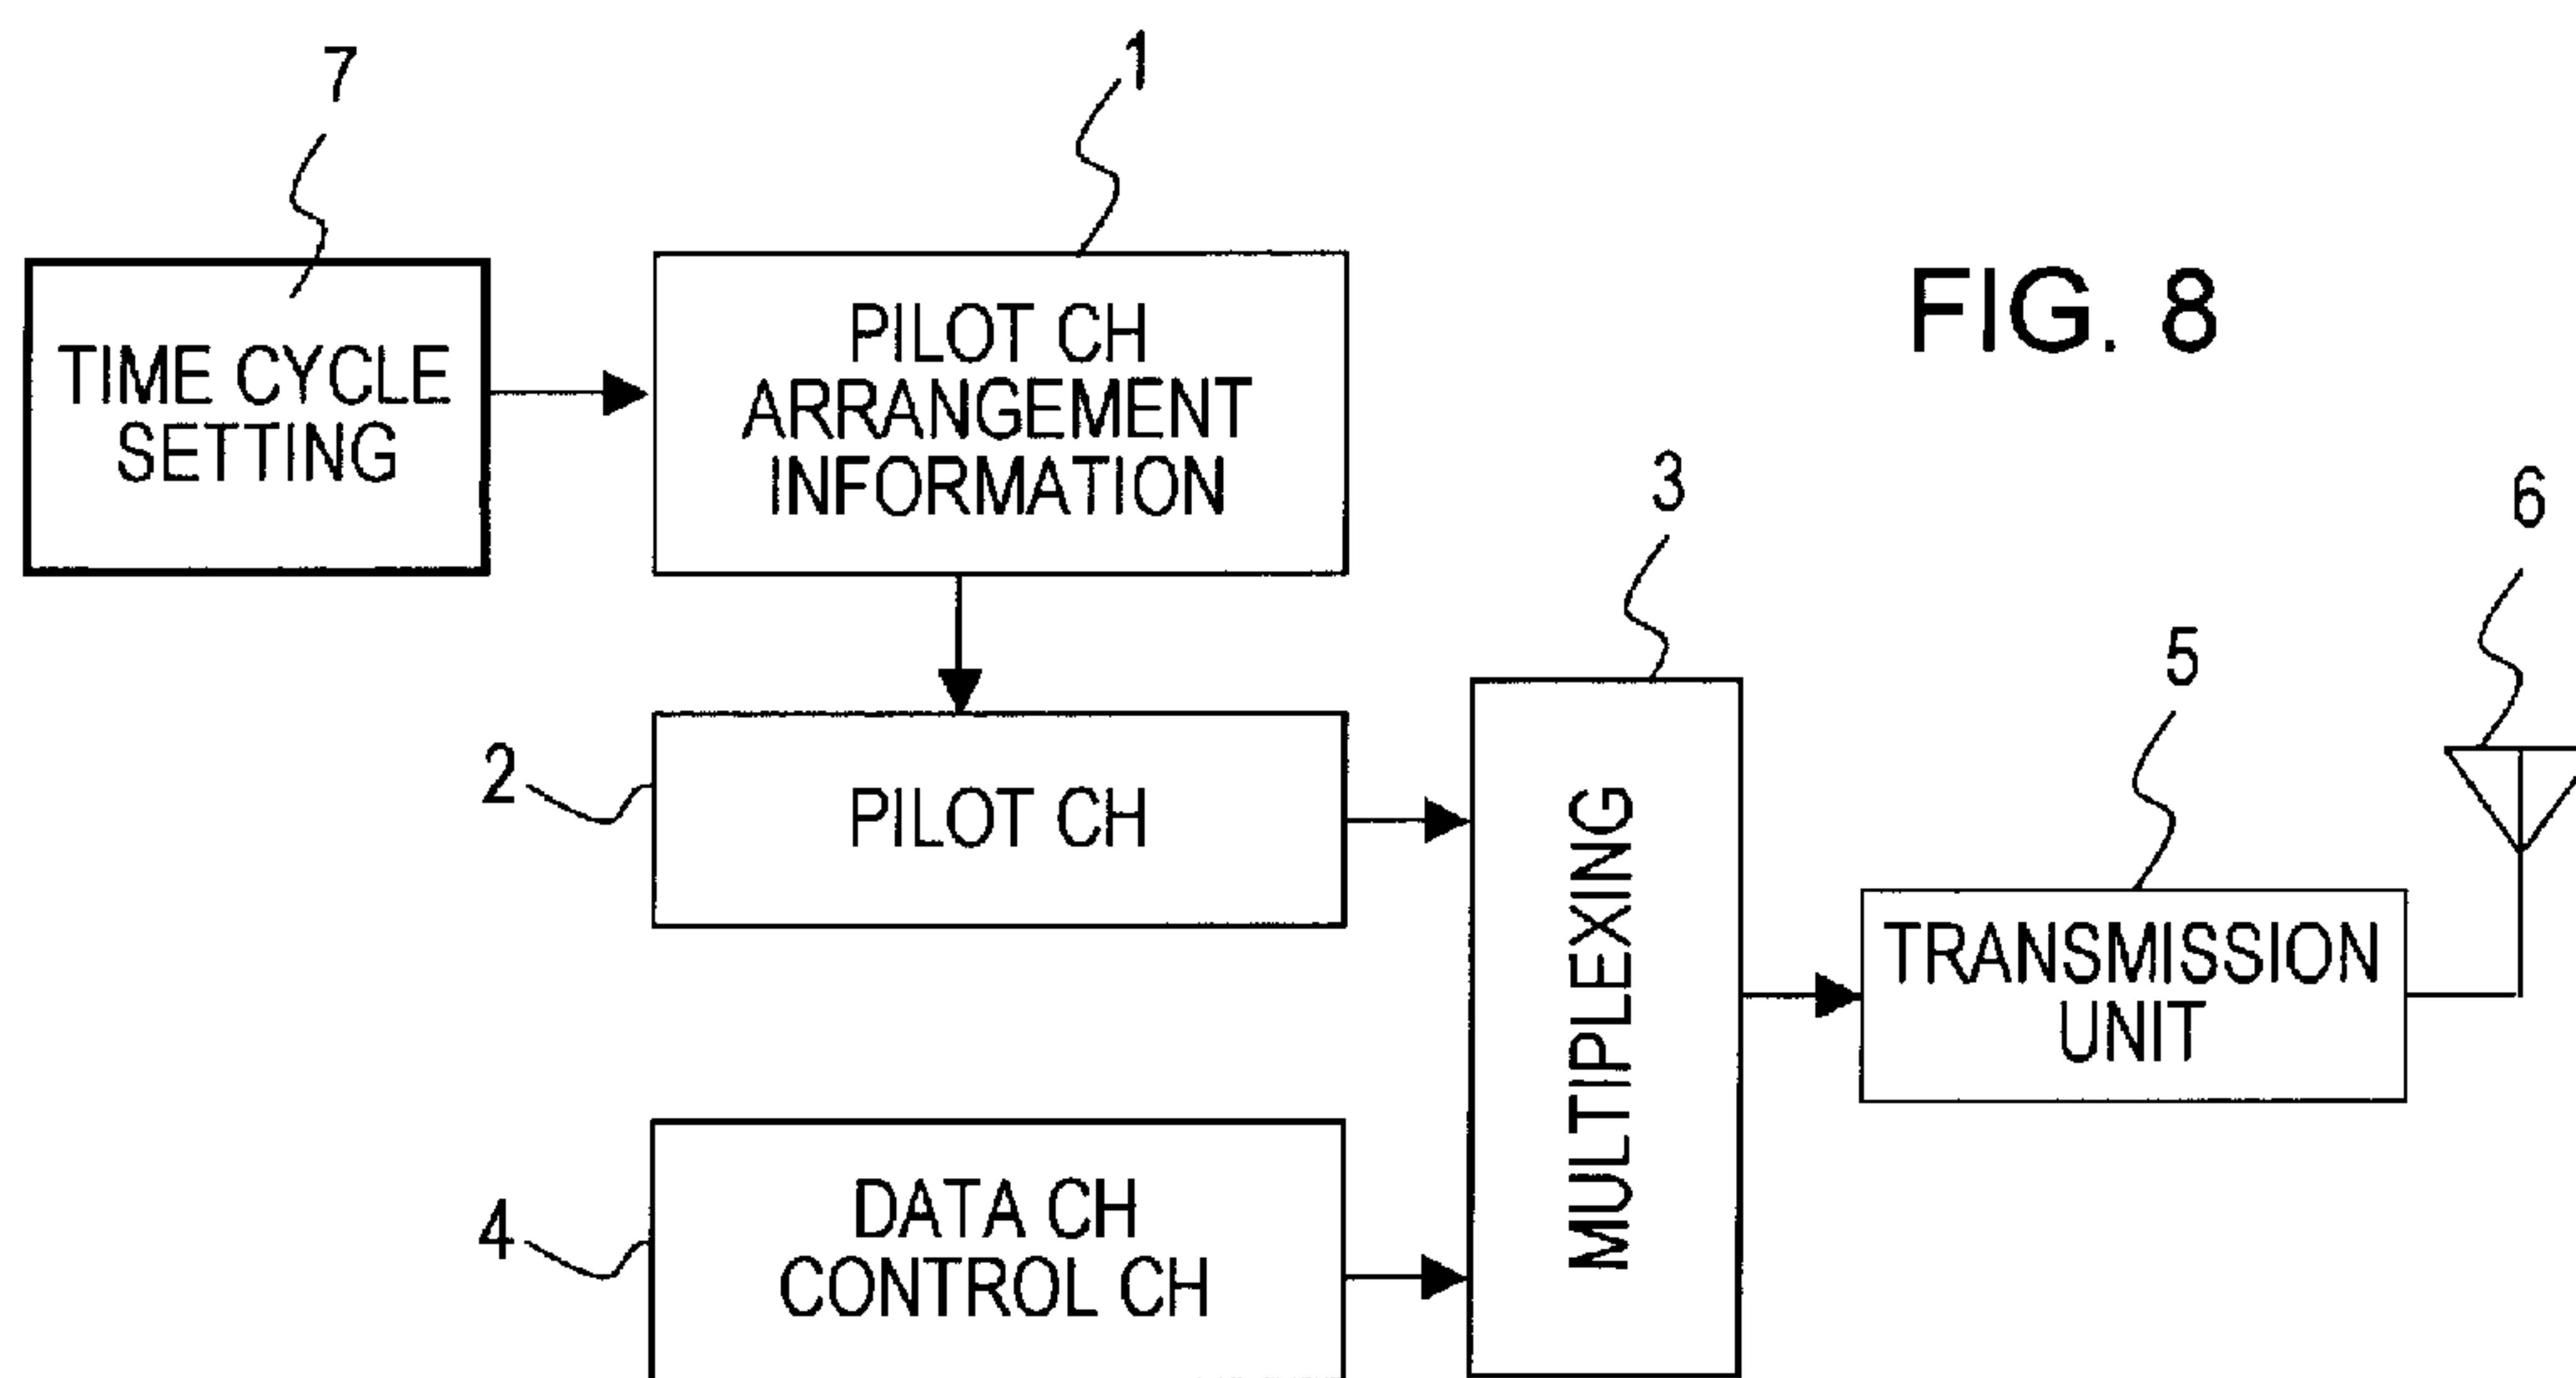 7
1
FIG. 8
TIME CYCLE
SETTING
PILOT CH
ARRANGEMENT
INFORMATION
3
6
5
2
PILOT CH
MULTIPLEXING
TRANSMISSION
UNIT
4
DATA CH
CONTROL CH